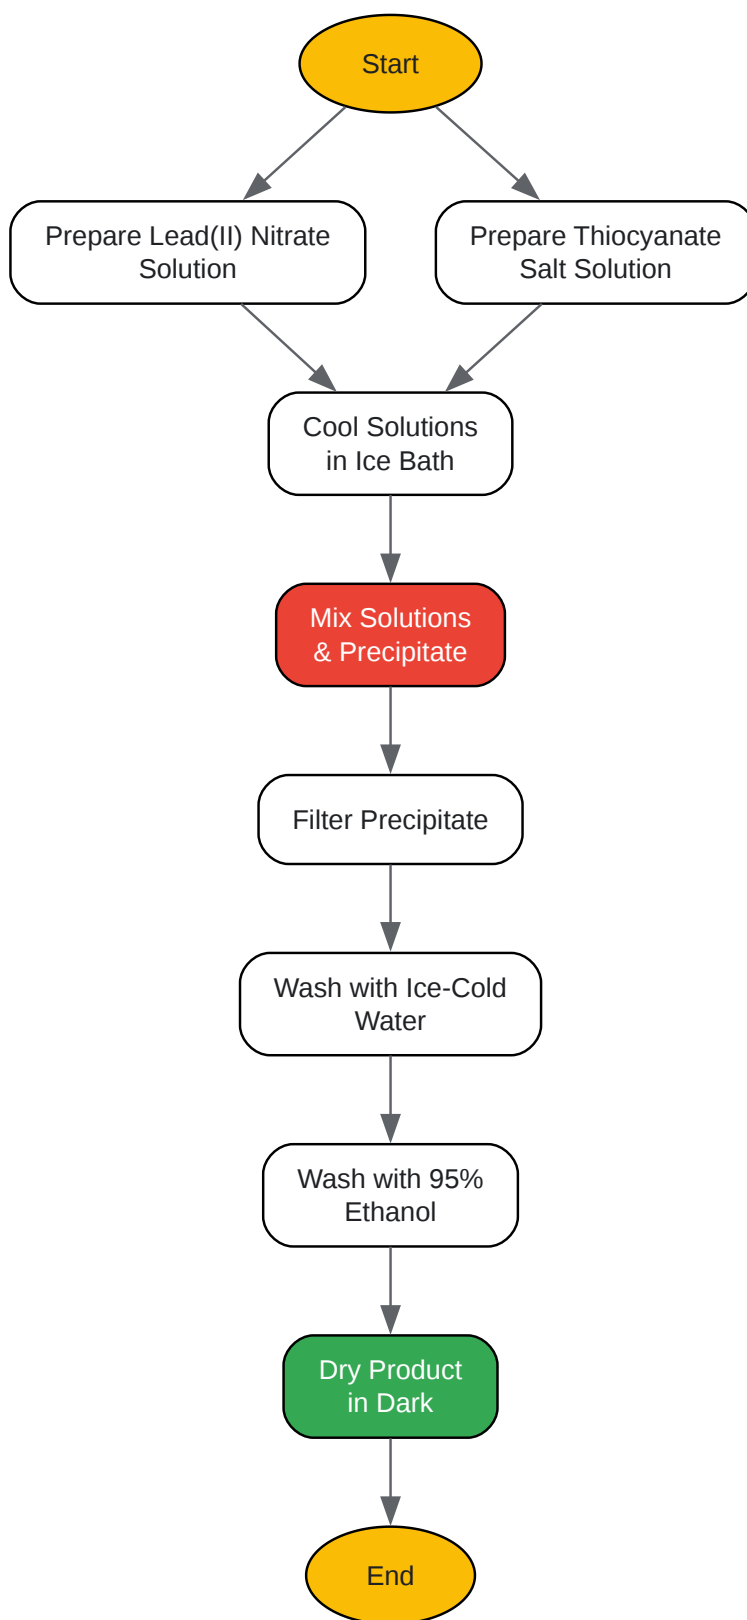 Start
Prepare Lead(II) Nitrate
Solution
Prepare Thiocyanate
Salt Solution
Cool Solutions
in Ice Bath
Mix Solutions
& Precipitate
Filter Precipitate
Wash with Ice-Cold
Water
Wash with 95%
Ethanol
Dry Product
in Dark
End